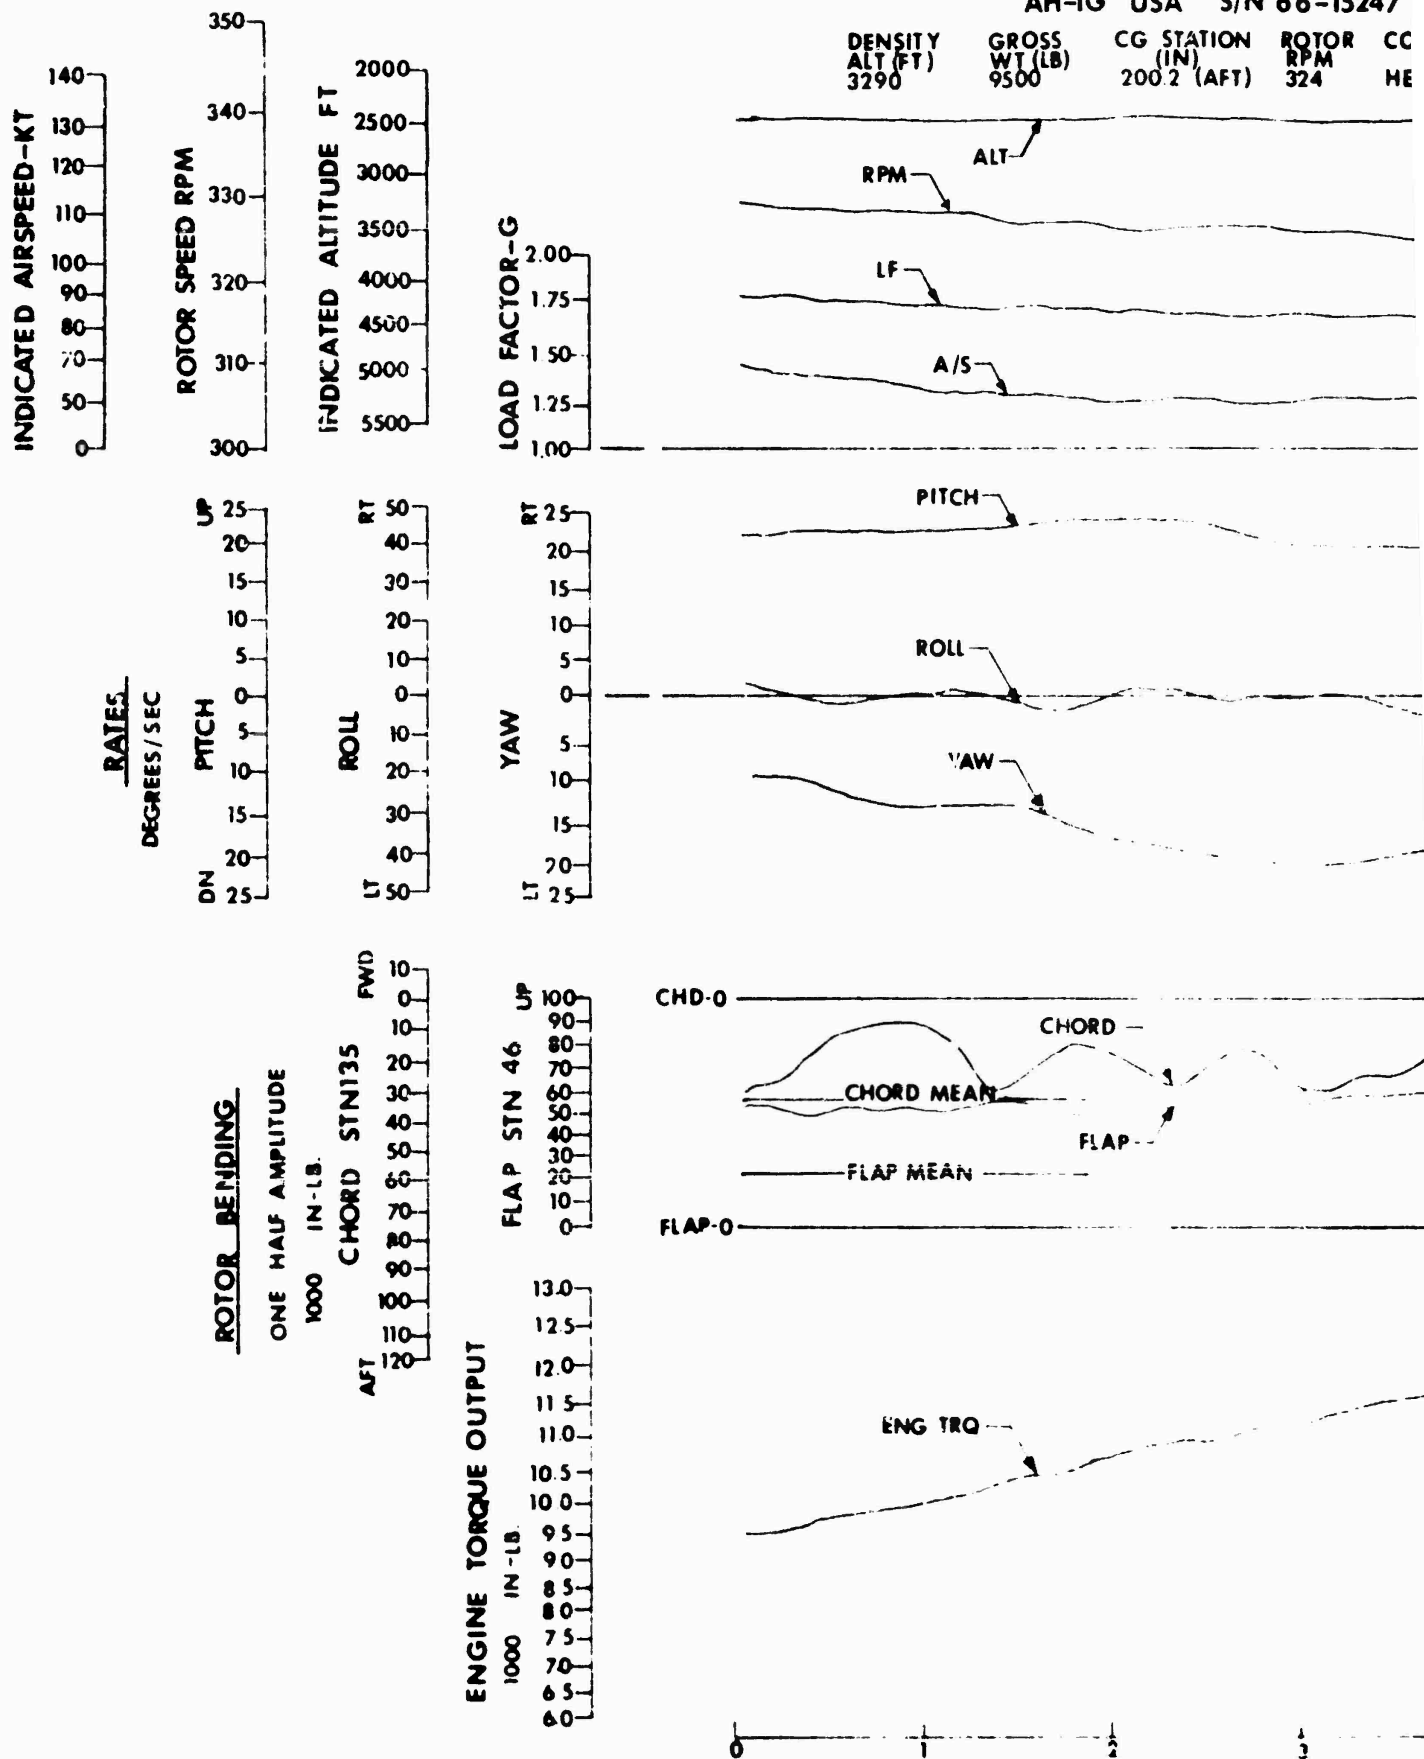 AH-1G USA S/N 66-15247
DENSITY ALT (FT) 3290
GROSS WT (LB) 9500
CG STATION (IN) 200.2 (AFT)
ROTOR RPM 324
CO
HE
INDICATED AIRSPEED-KT
140
130
120
110
100
90
80
70
50
0
ROTOR SPEED RPM
350
340
330
320
310
300
INDICATED ALTITUDE FT
2000
2500
3000
3500
4000
4500
5000
5500
LOAD FACTOR-G
2.00
1.75
1.50
1.25
1.00
ALT
RPM
LF
A/S
RATES
DEGREES/SEC
PITCH
UP
25
20
15
10
5
0
5
10
15
20
25
DN
ROLL
RT
50
40
30
20
10
0
10
20
30
40
50
LT
YAW
RT
25
20
15
10
5
0
5
10
15
20
25
LT
PITCH
ROLL
YAW
ROTOR BENDING
ONE HALF AMPLITUDE
1000 IN-LB.
CHORD STN135
FWD
10
0
10
20
30
40
50
60
70
80
90
100
110
120
AFT
FLAP STN 46
UP
100
90
80
70
60
50
40
30
20
10
0
CHD-0
CHORD
CHORD MEAN
FLAP
FLAP MEAN
FLAP-0
ENGINE TORQUE OUTPUT
1000 IN-LB.
13.0
12.5
12.0
11.5
11.0
10.5
10.0
9.5
9.0
8.5
8.0
7.5
7.0
6.5
6.0
ENG TRQ
0 1 2 3